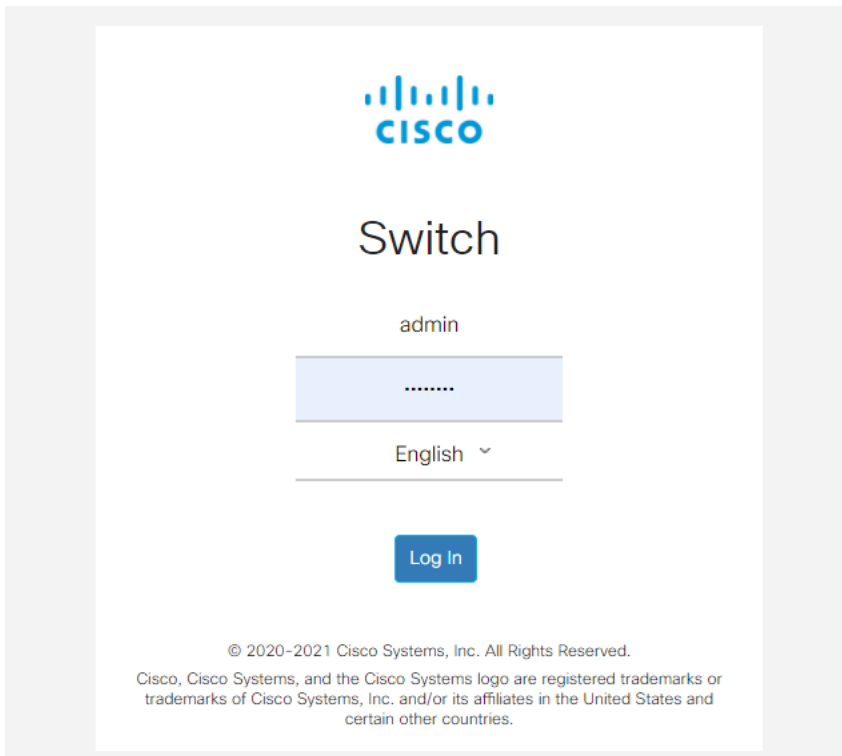 CISCO
Switch
admin
········
English
Log In
© 2020-2021 Cisco Systems, Inc. All Rights Reserved.
Cisco, Cisco Systems, and the Cisco Systems logo are registered trademarks or
trademarks of Cisco Systems, Inc. and/or its affiliates in the United States and
certain other countries.